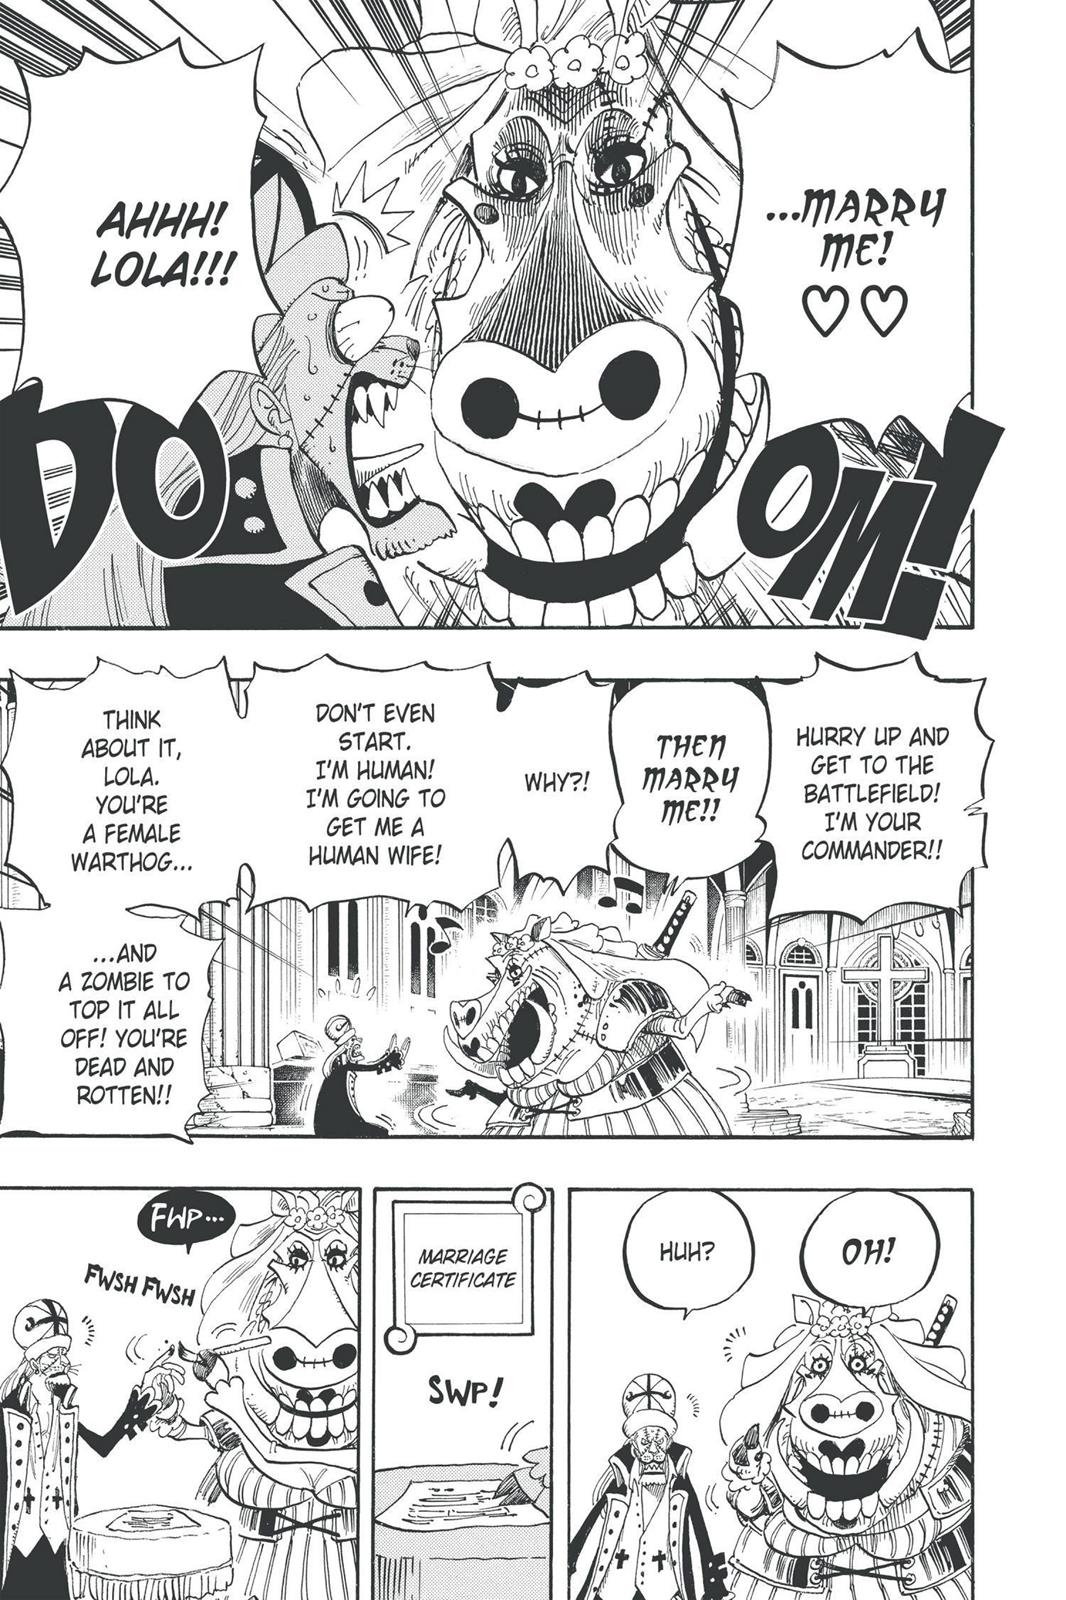 ...MARRY
ME!
♡♡
AHHH!
LOLA!!!
DOOM!
HURRY UP AND
GET TO THE
BATTLEFIELD!
I'M YOUR
COMMANDER!!
THEN
MARRY
ME!!
WHY?!
DON'T EVEN
START.
I'M HUMAN!
I'M GOING TO
GET ME A
HUMAN WIFE!
THINK
ABOUT IT,
LOLA.
YOU'RE
A FEMALE
WARTHOG...
...AND
A ZOMBIE TO
TOP IT ALL
OFF! YOU'RE
DEAD AND
ROTTEN!!
OH!
HUH?
MARRIAGE
CERTIFICATE
SWP!
FWP...
FWSH FWSH